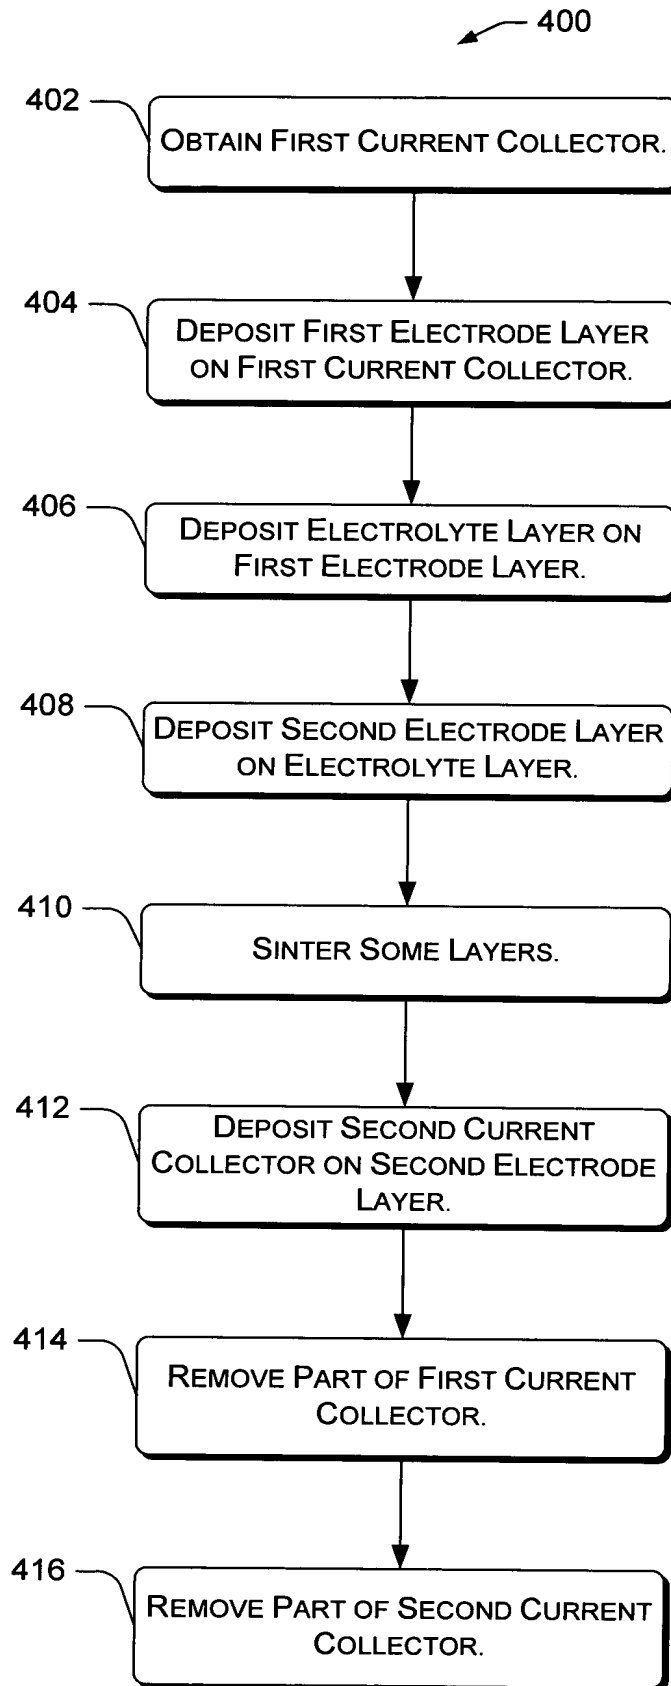 400
402
OBTAIN FIRST CURRENT COLLECTOR.
404
DEPOSIT FIRST ELECTRODE LAYER
ON FIRST CURRENT COLLECTOR.
406
DEPOSIT ELECTROLYTE LAYER ON
FIRST ELECTRODE LAYER.
408
DEPOSIT SECOND ELECTRODE LAYER
ON ELECTROLYTE LAYER.
410
SINTER SOME LAYERS.
412
DEPOSIT SECOND CURRENT
COLLECTOR ON SECOND ELECTRODE
LAYER.
414
REMOVE PART OF FIRST CURRENT
COLLECTOR.
416
REMOVE PART OF SECOND CURRENT
COLLECTOR.